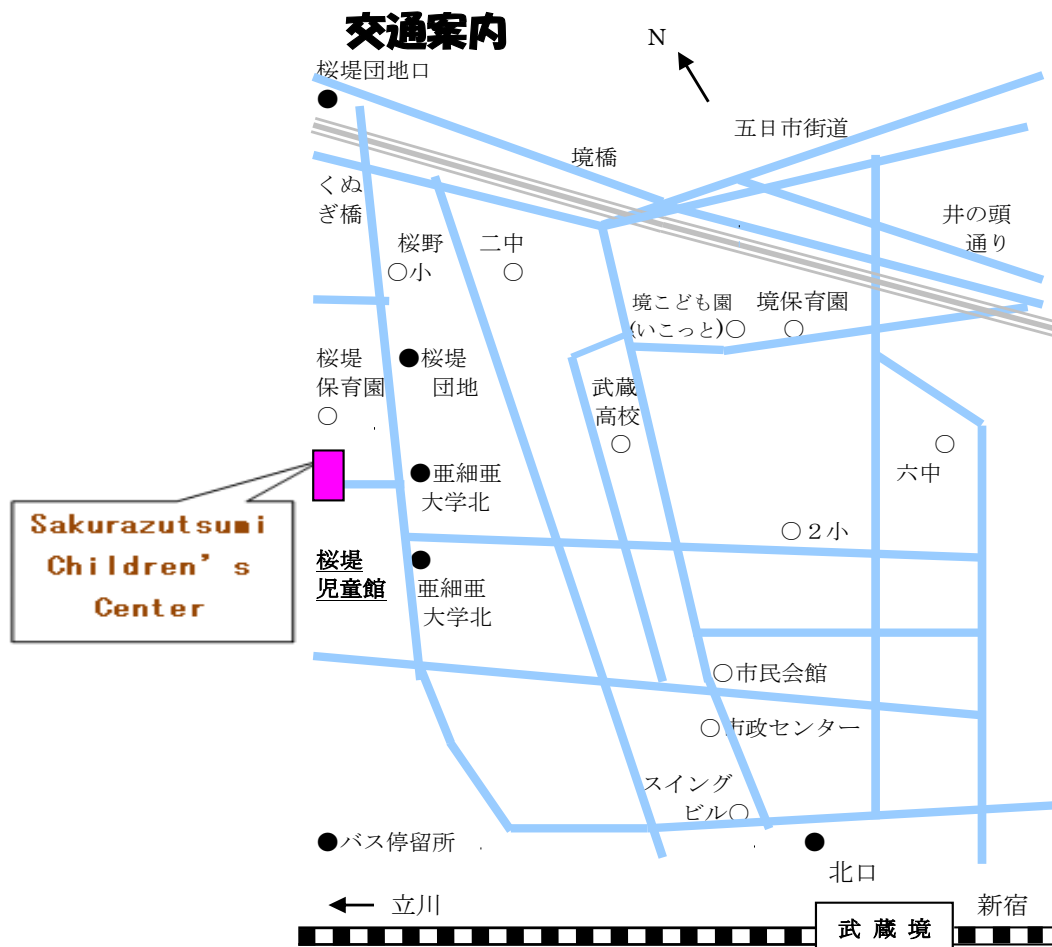 交通案内
N
桜堤団地口
五日市街道
境橋
くぬ
ぎ橋
井の頭
通り
桜野
○小
二中
○
境こども園
(いこっと)○
境保育園
○
桜堤
保育園
○
●桜堤
団地
武蔵
高校
○
○
六中
●亜細亜
大学北
Sakurazutsumi
Children’s
Center
○２小
桜堤
児童館
●
亜細亜
大学北
○市民会館
○市政センター
スイング
ビル○
●バス停留所
●
北口
← 立川
武蔵境
新宿